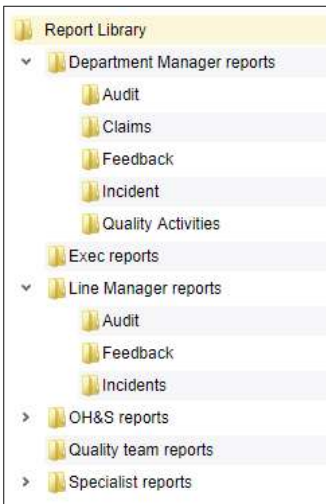 Report Library
Department Manager reports
Audit
Claims
Feedback
Incident
Quality Activities
Exec reports
Line Manager reports
Audit
Feedback
Incidents
OH&S reports
Quality team reports
Specialist reports